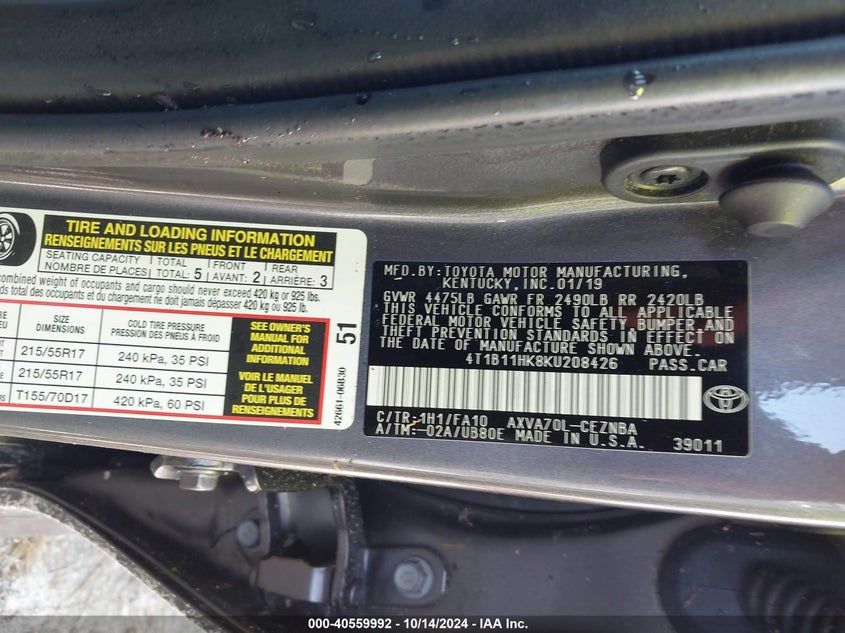 TIRE AND LOADING INFORMATION
RENSEIGNEMENTS SUR LES PNEUS ET LE CHARGEMENT
SEATING CAPACITY TOTAL FRONT REAR
NOMBRE DE PLACES TOTAL: 5 AVANT: 2 ARRIÈRE: 3
combined weight of occupants and cargo should never exceed 420 kg or 925 lbs.
total des occupants et du chargement ne doit jamais dépasser 420 kg ou 925 lb.
SIZE
DIMENSIONS
COLD TIRE PRESSURE
PRESSION DES PNEUS À FROID
215/55R17 240 kPa, 35 PSI
215/55R17 240 kPa, 35 PSI
T155/70D17 420 kPa, 60 PSI
SEE OWNER'S
MANUAL FOR
ADDITIONAL
INFORMATION
VOIR LE MANUEL
DE L'USAGER
POUR PLUS DE
RENSEIGNEMENTS
51
42661-06B30
MFD.BY:TOYOTA MOTOR MANUFACTURING,
KENTUCKY, INC.01/19
GVWR 4475LB GAWR FR 2490LB RR 2420LB
THIS VEHICLE CONFORMS TO ALL APPLICABLE
FEDERAL MOTOR VEHICLE SAFETY, BUMPER, AND
THEFT PREVENTION STANDARDS IN EFFECT ON
THE DATE OF MANUFACTURE SHOWN ABOVE.
4T1B11HK8KU208426 PASS.CAR
C/TR:1H1/FA10 AXVA70L-CEZNBA
A/TM: 02A/UB80E MADE IN U.S.A.
39011
000-40559992 - 10/14/2024 - IAA Inc.